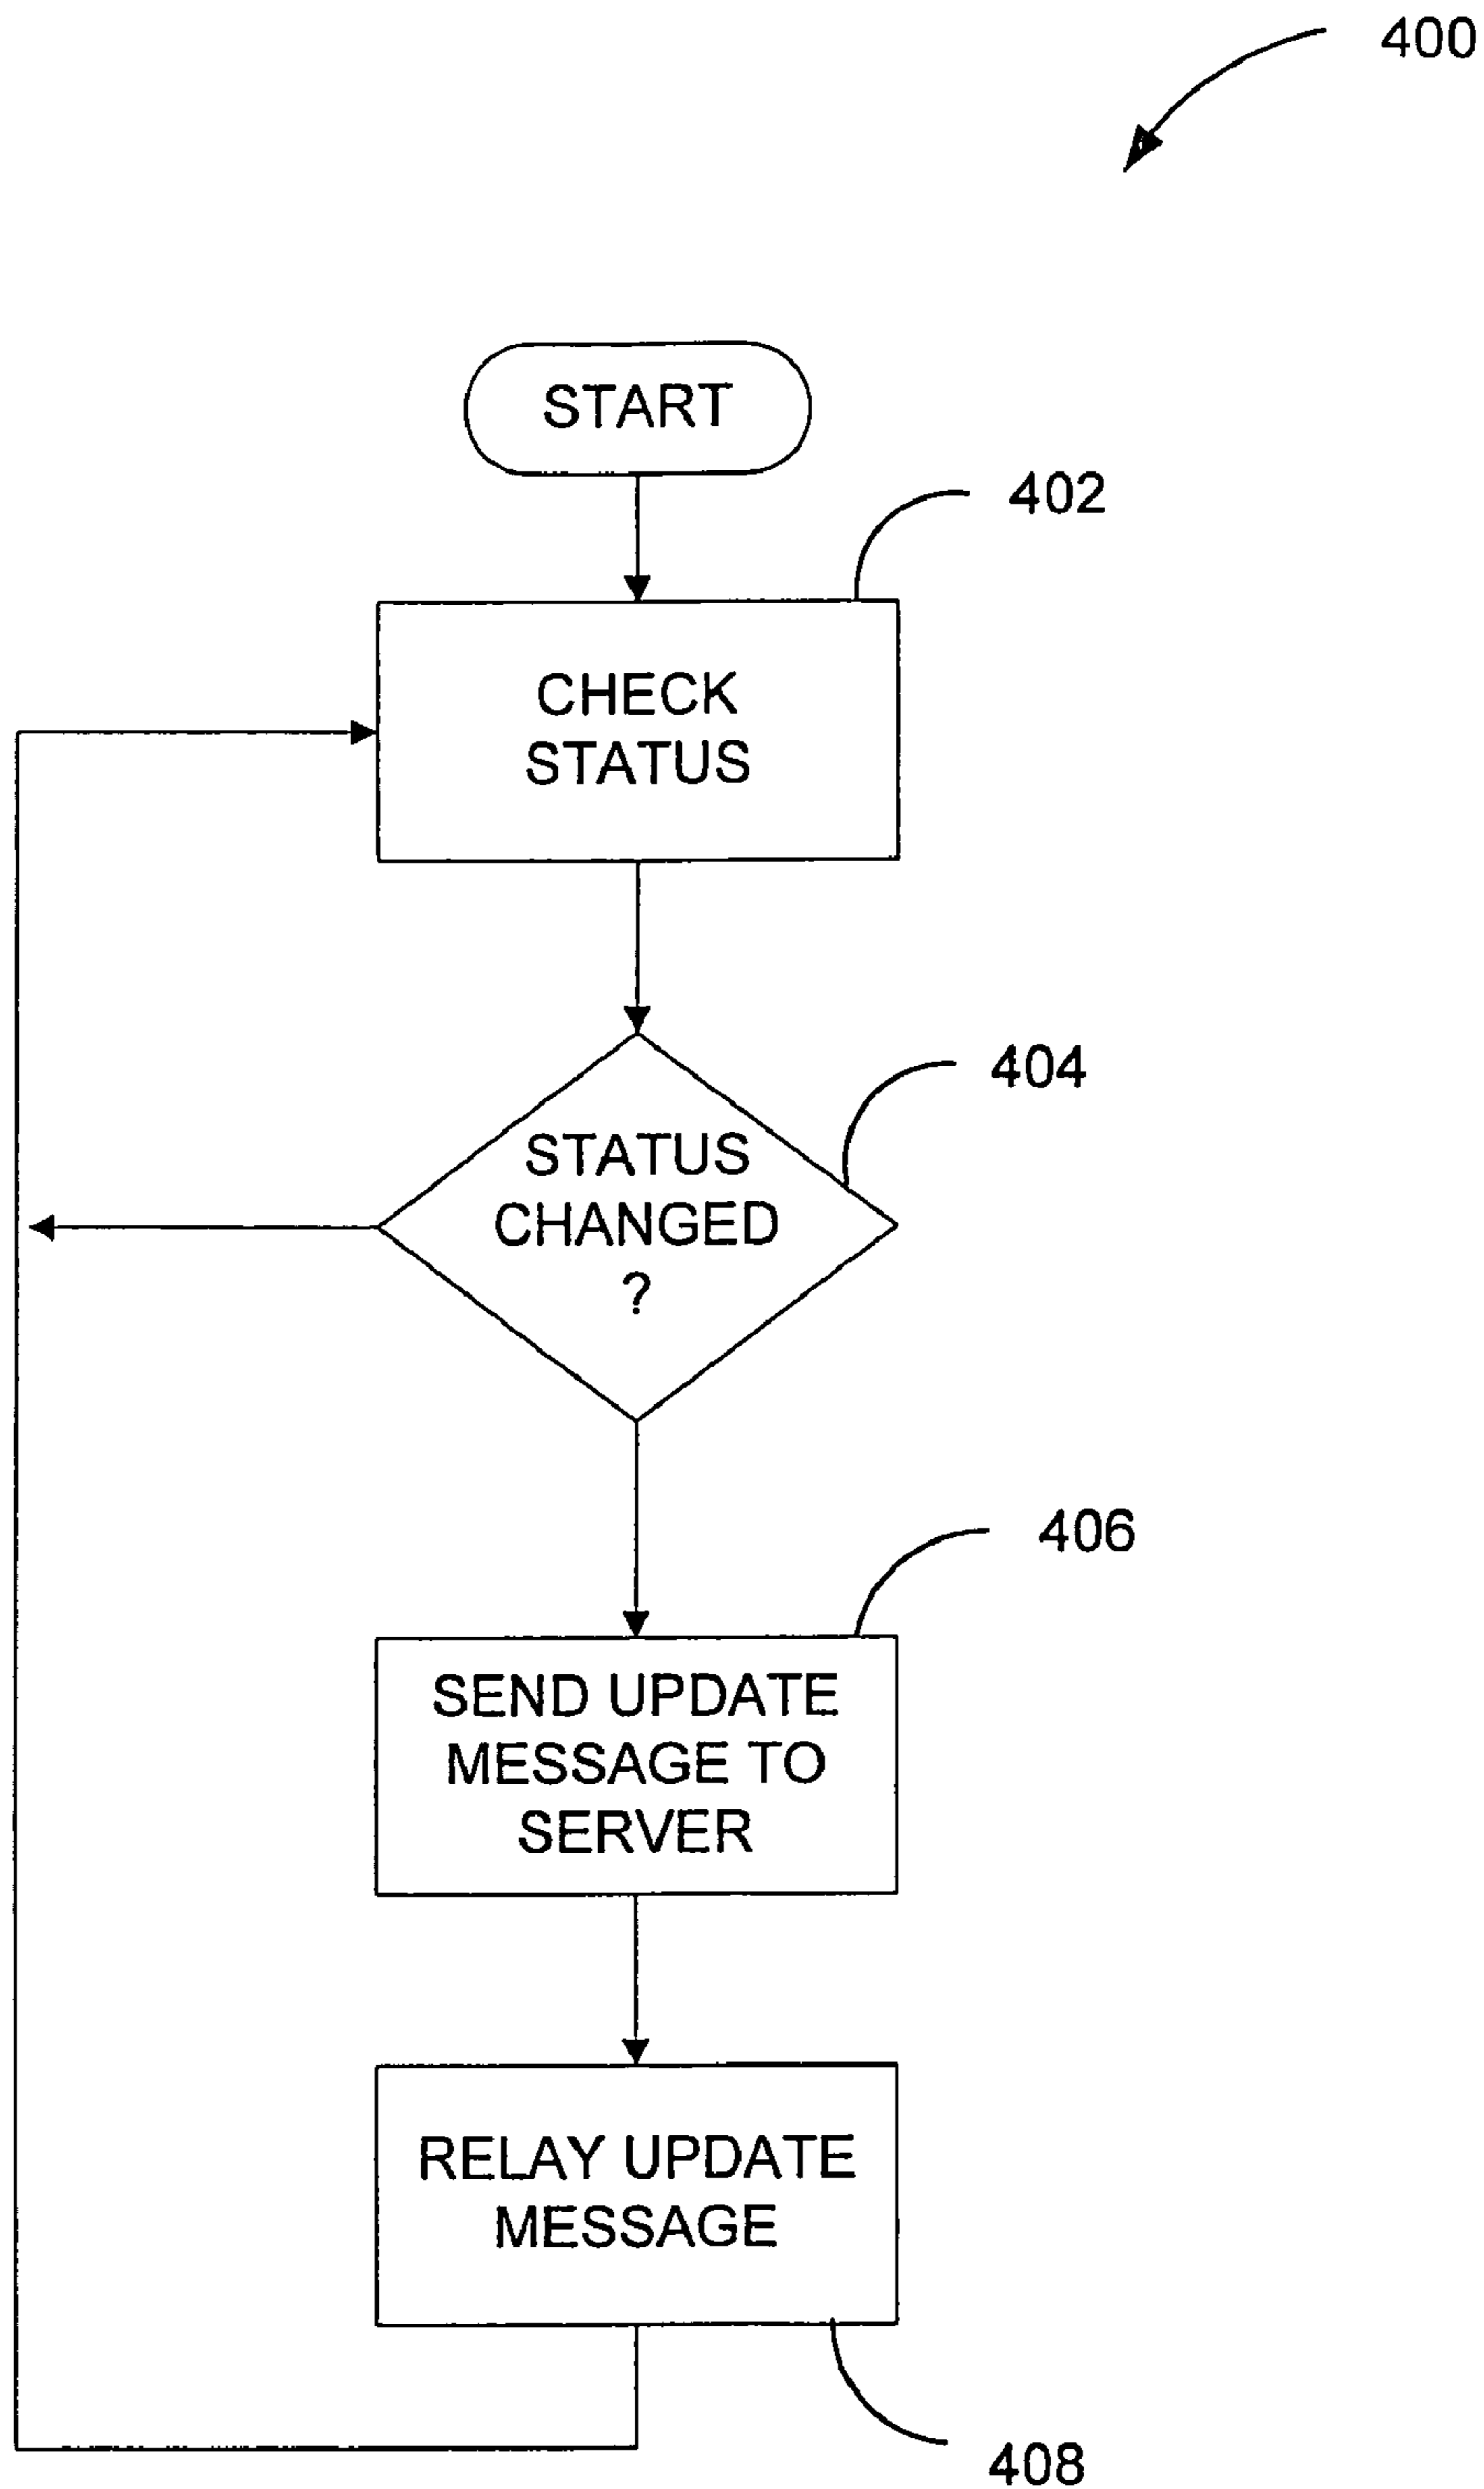 400
START
402
CHECK
STATUS
404
STATUS
CHANGED
?
406
SEND UPDATE
MESSAGE TO
SERVER
RELAY UPDATE
MESSAGE
408